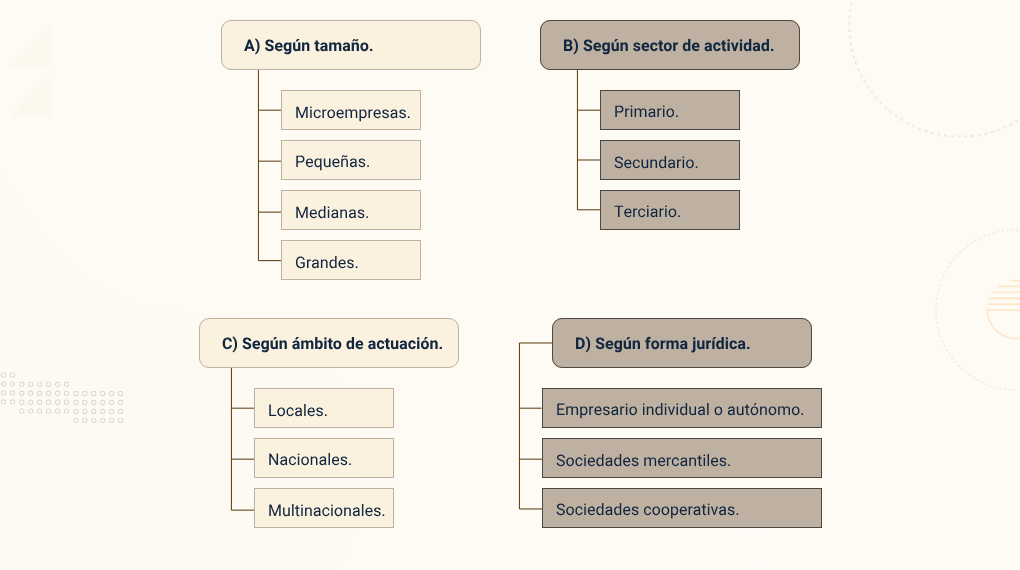 A) Según tamaño.
Microempresas.
Pequeñas.
Medianas.
Grandes.
B) Según sector de actividad.
Primario.
Secundario.
Terciario.
C) Según ámbito de actuación.
Locales.
Nacionales.
Multinacionales.
D) Según forma jurídica.
Empresario individual o autónomo.
Sociedades mercantiles.
Sociedades cooperativas.